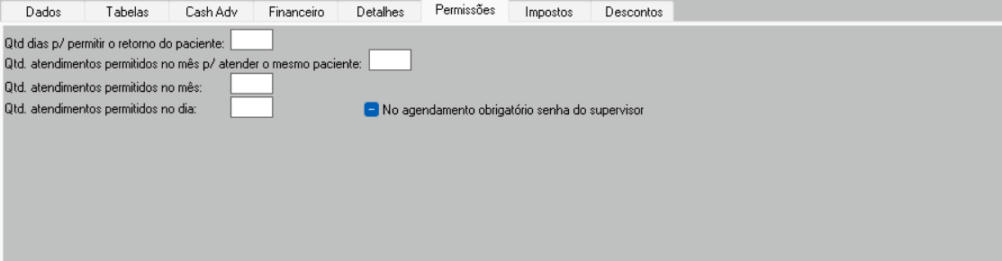 Dados Tabelas Cash Adv Financeiro Detalhes Permissões Impostos Descontos
Qtd dias p/ permitir o retorno do paciente:
Qtd. atendimentos permitidos no mês p/ atender o mesmo paciente:
Qtd. atendimentos permitidos no mês:
Qtd. atendimentos permitidos no dia: No agendamento obrigatório senha do supervisor